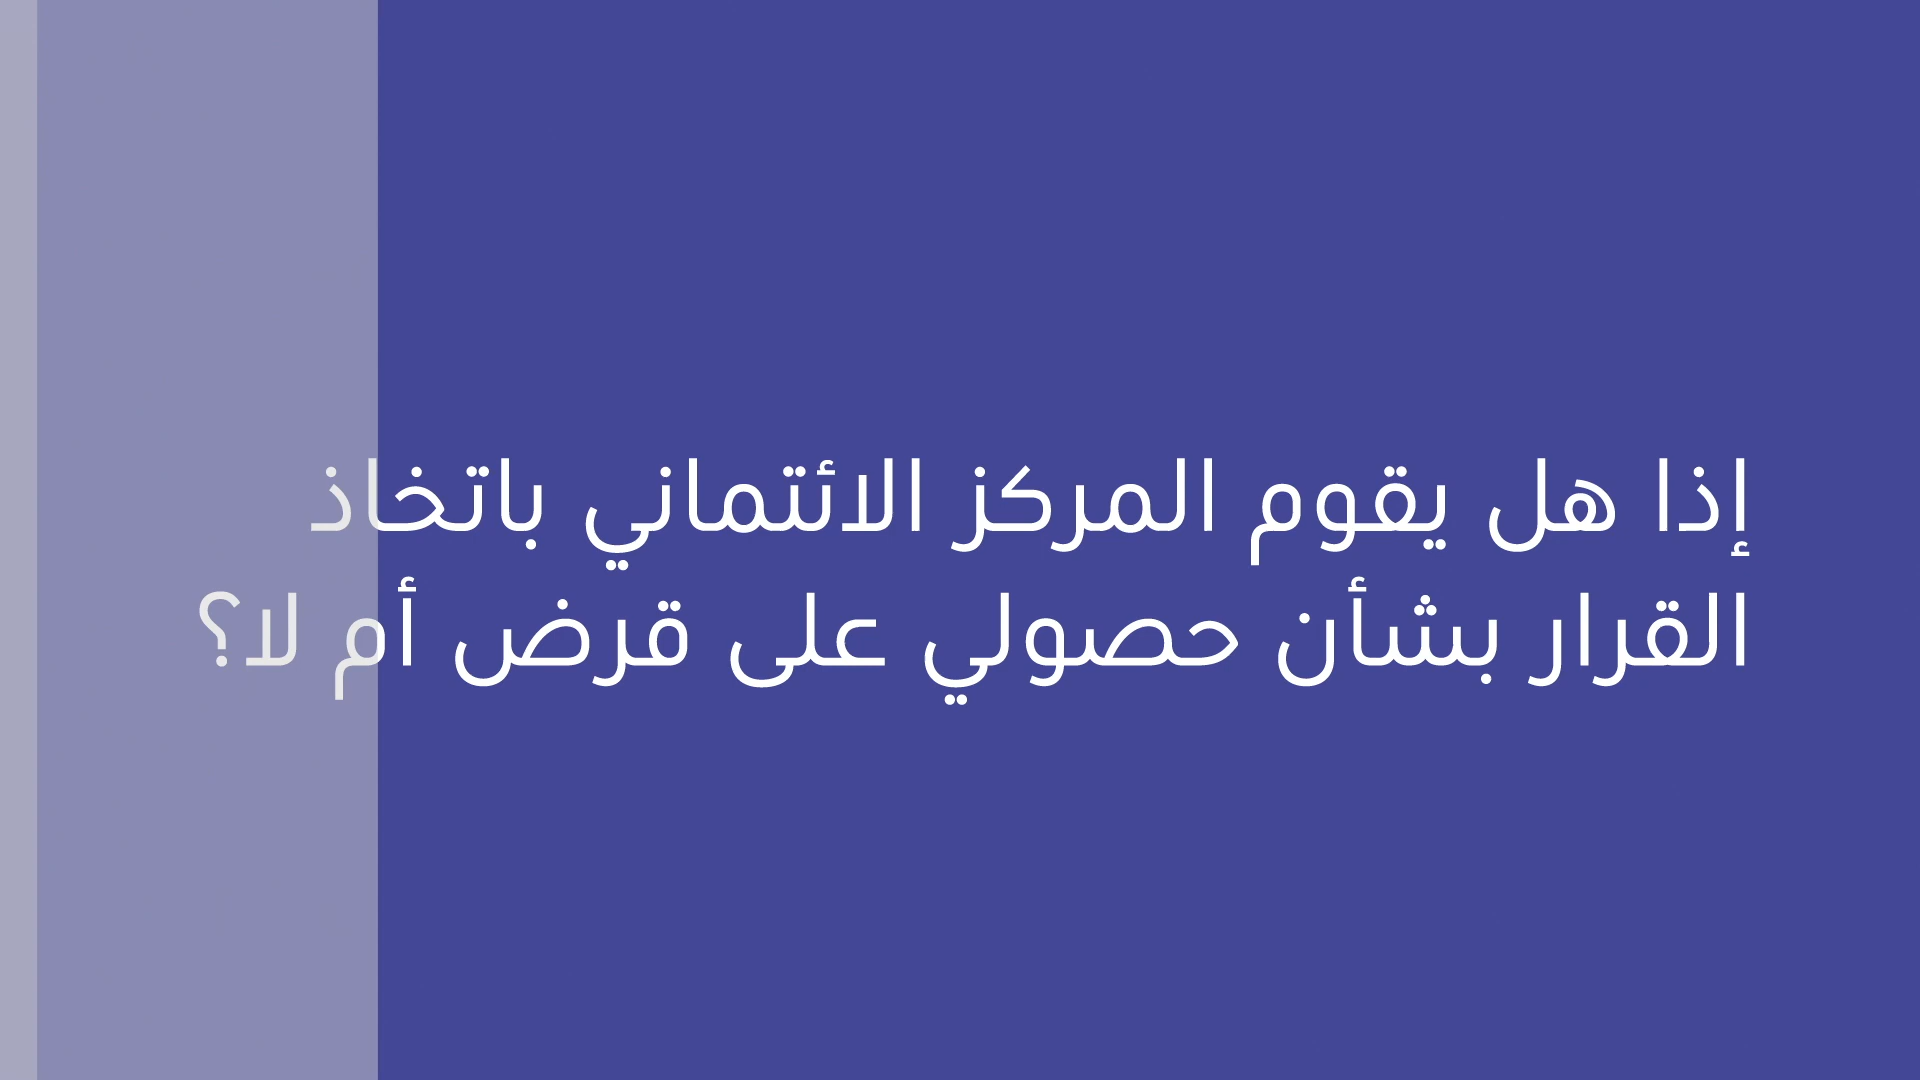 إذا هل يقوم المركز الائتماني باتخاذ
القرار بشأن حصولي على قرض أم لا؟